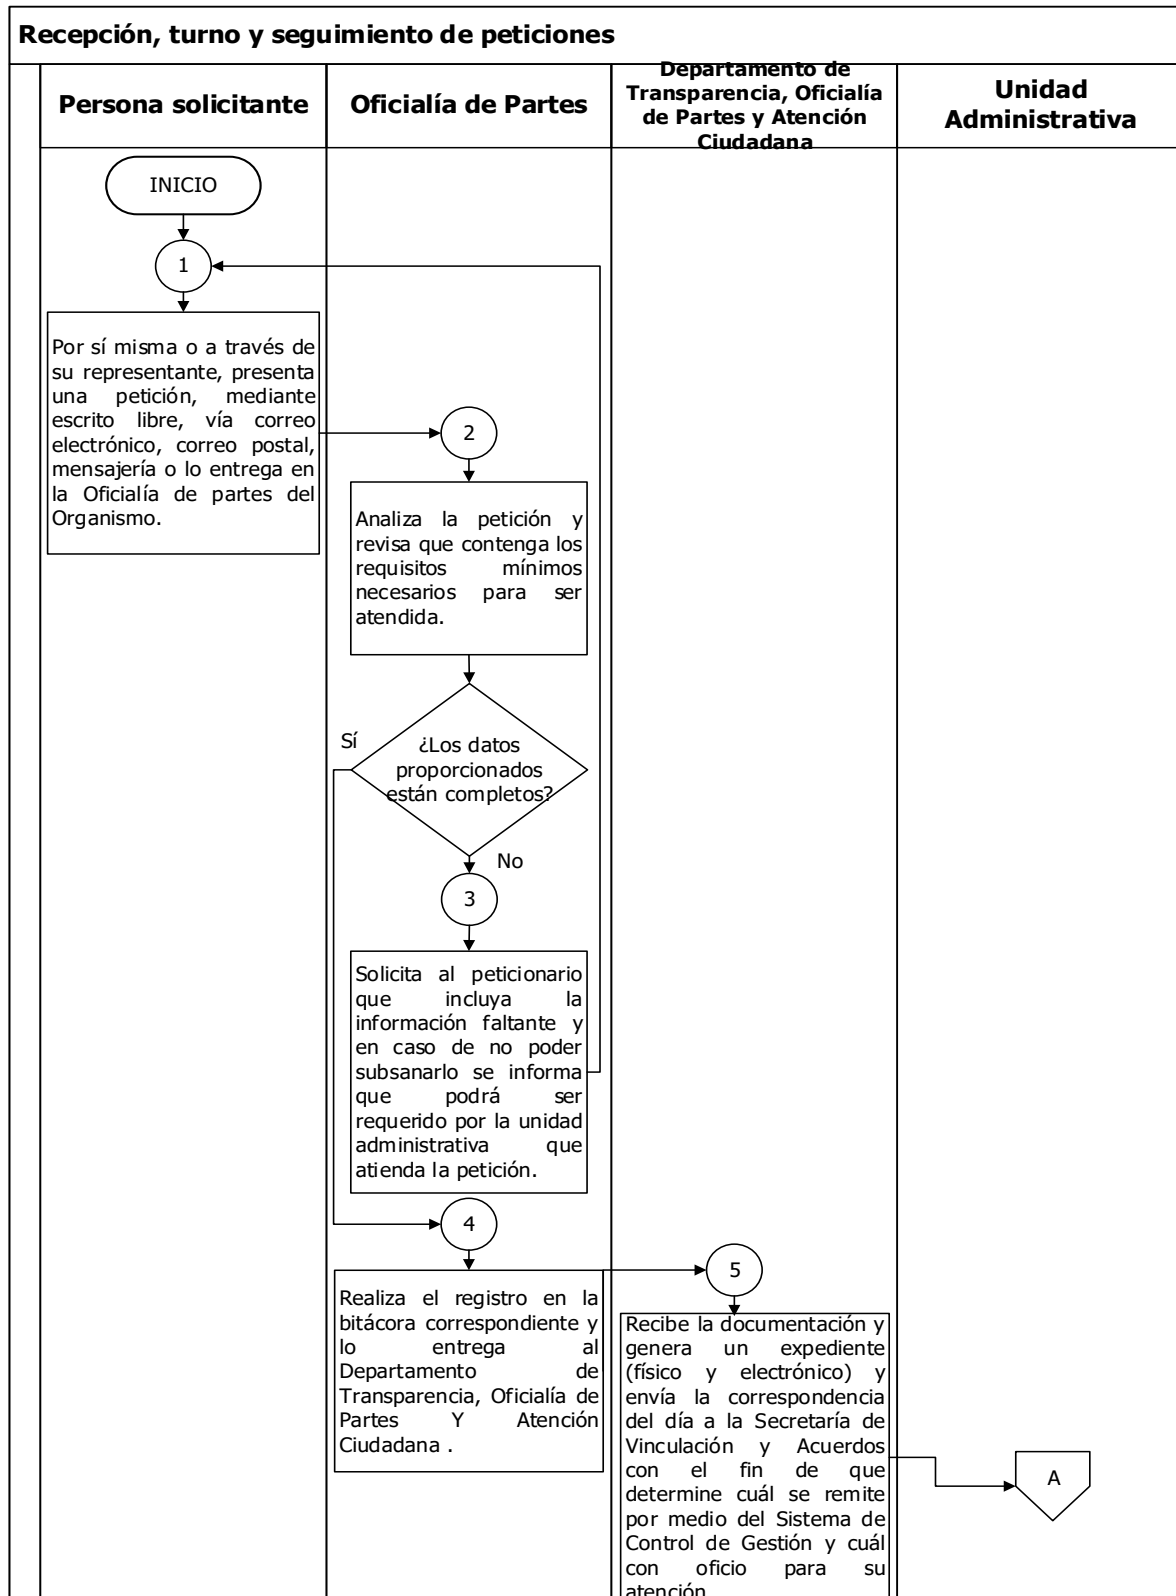 Recepción, turno y seguimiento de peticiones
Persona solicitante
Oficialía de Partes
Departamento de
Transparencia, Oficialía
de Partes y Atención
Ciudadana
Unidad
Administrativa
INICIO
1
Por sí misma o a través de
su representante, presenta
una petición, mediante
escrito libre, vía correo
electrónico, correo postal,
mensajería o lo entrega en
la Oficialía de partes del
Organismo.
2
Analiza la petición y
revisa que contenga los
requisitos mínimos
necesarios para ser
atendida.
Sí
¿Los datos
proporcionados
están completos?
No
3
Solicita al peticionario
que incluya la
información faltante y
en caso de no poder
subsanarlo se informa
que podrá ser
requerido por la unidad
administrativa que
atienda la petición.
4
Realiza el registro en la
bitácora correspondiente y
lo entrega al
Departamento de
Transparencia, Oficialía de
Partes Y Atención
Ciudadana .
5
Recibe la documentación y
genera un expediente
(físico y electrónico) y
envía la correspondencia
del día a la Secretaría de
Vinculación y Acuerdos
con el fin de que
determine cuál se remite
por medio del Sistema de
Control de Gestión y cuál
con oficio para su
atención
A